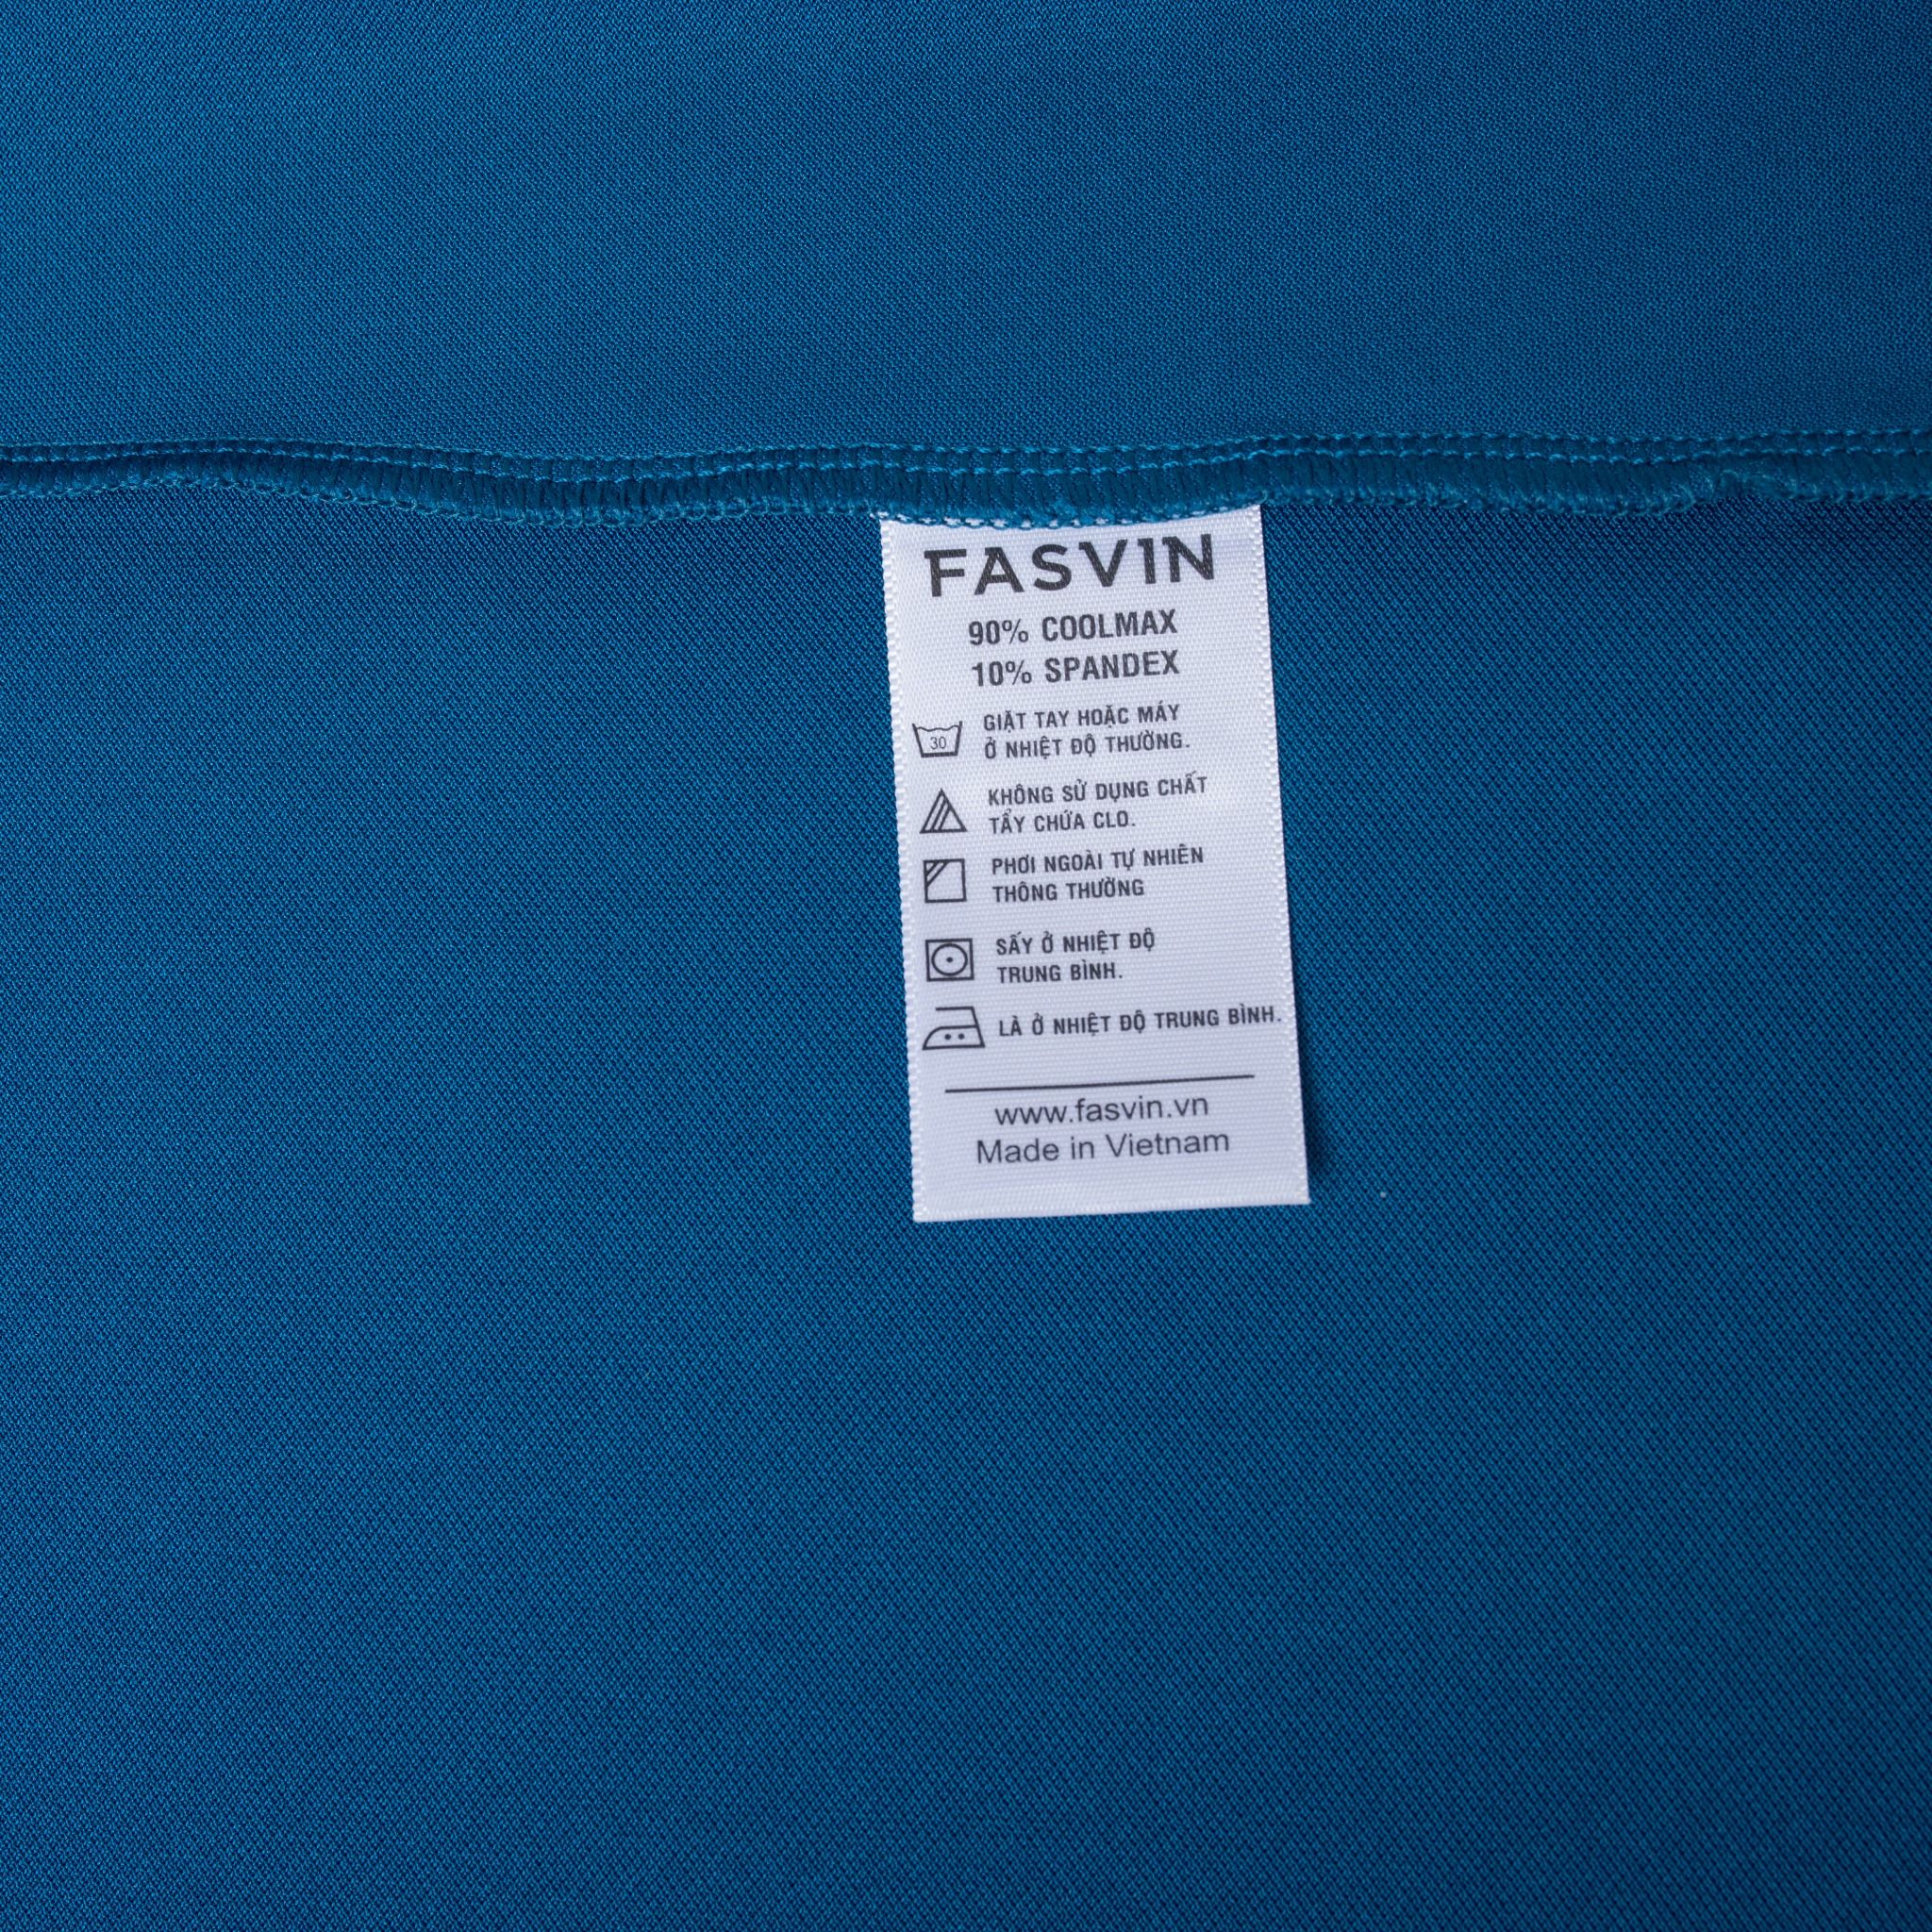 FASVIN
90% COOLMAX
10% SPANDEX
30
GIẶT TAY HOẶC MÁY
Ở NHIỆT ĐỘ THƯỜNG.
KHÔNG SỬ DỤNG CHẤT
TẨY CHỨA CLO.
PHƠI NGOÀI TỰ NHIÊN
THÔNG THƯỜNG
SẤY Ở NHIỆT ĐỘ
TRUNG BÌNH.
LÀ Ở NHIỆT ĐỘ TRUNG BÌNH.
www.fasvin.vn
Made in Vietnam